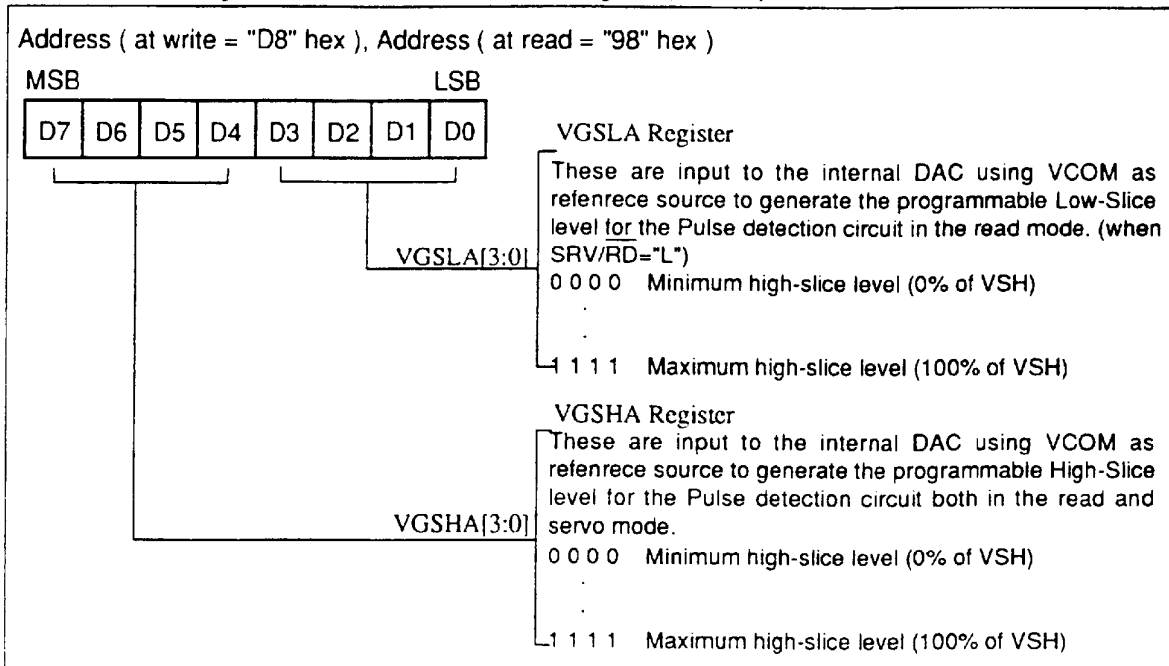 Address ( at write = "D8" hex ), Address ( at read = "98" hex )
MSB LSB
D7 D6 D5 D4 D3 D2 D1 D0
VGSLA Register
These are input to the internal DAC using VCOM as
refenrece source to generate the programmable Low-Slice
level for the Pulse detection circuit in the read mode. (when
VGSLA[3:0] SRV/RD="L")
0 0 0 0 Minimum high-slice level (0% of VSH)
.
.
1 1 1 1 Maximum high-slice level (100% of VSH)
VGSHA Register
These are input to the internal DAC using VCOM as
refenrece source to generate the programmable High-Slice
level for the Pulse detection circuit both in the read and
VGSHA[3:0] servo mode.
0 0 0 0 Minimum high-slice level (0% of VSH)
.
.
1 1 1 1 Maximum high-slice level (100% of VSH)